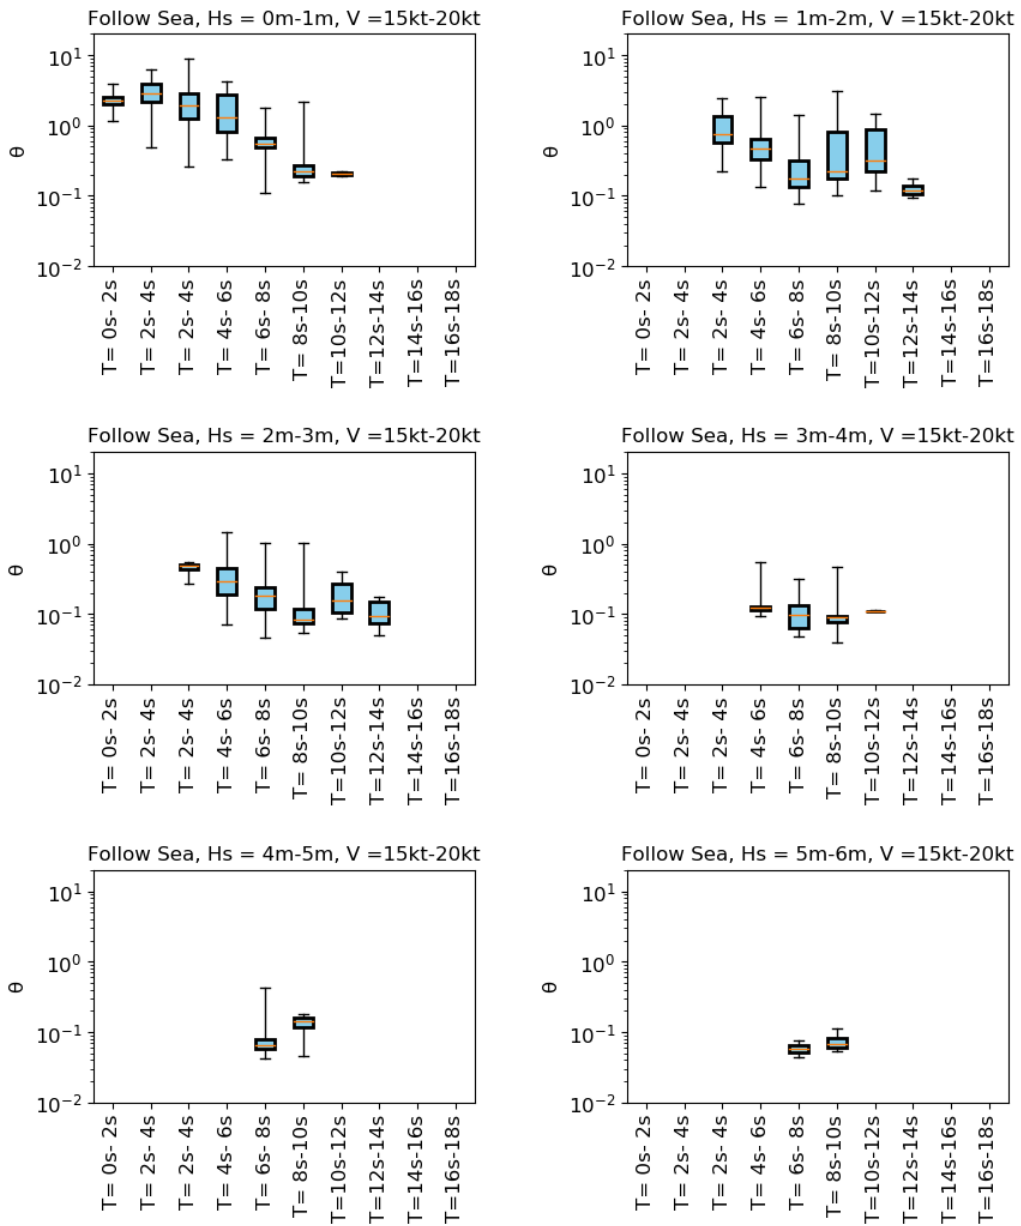 Follow Sea, Hs = 0m-1m, V =15kt-20kt
10¹
10⁰
10⁻¹
10⁻²
θ
T= 0s- 2s
T= 2s- 4s
T= 2s- 4s
T= 4s- 6s
T= 6s- 8s
T= 8s-10s
T=10s-12s
T=12s-14s
T=14s-16s
T=16s-18s
Follow Sea, Hs = 1m-2m, V =15kt-20kt
10¹
10⁰
10⁻¹
10⁻²
θ
T= 0s- 2s
T= 2s- 4s
T= 2s- 4s
T= 4s- 6s
T= 6s- 8s
T= 8s-10s
T=10s-12s
T=12s-14s
T=14s-16s
T=16s-18s
Follow Sea, Hs = 2m-3m, V =15kt-20kt
10¹
10⁰
10⁻¹
10⁻²
θ
T= 0s- 2s
T= 2s- 4s
T= 2s- 4s
T= 4s- 6s
T= 6s- 8s
T= 8s-10s
T=10s-12s
T=12s-14s
T=14s-16s
T=16s-18s
Follow Sea, Hs = 3m-4m, V =15kt-20kt
10¹
10⁰
10⁻¹
10⁻²
θ
T= 0s- 2s
T= 2s- 4s
T= 2s- 4s
T= 4s- 6s
T= 6s- 8s
T= 8s-10s
T=10s-12s
T=12s-14s
T=14s-16s
T=16s-18s
Follow Sea, Hs = 4m-5m, V =15kt-20kt
10¹
10⁰
10⁻¹
10⁻²
θ
T= 0s- 2s
T= 2s- 4s
T= 2s- 4s
T= 4s- 6s
T= 6s- 8s
T= 8s-10s
T=10s-12s
T=12s-14s
T=14s-16s
T=16s-18s
Follow Sea, Hs = 5m-6m, V =15kt-20kt
10¹
10⁰
10⁻¹
10⁻²
θ
T= 0s- 2s
T= 2s- 4s
T= 2s- 4s
T= 4s- 6s
T= 6s- 8s
T= 8s-10s
T=10s-12s
T=12s-14s
T=14s-16s
T=16s-18s